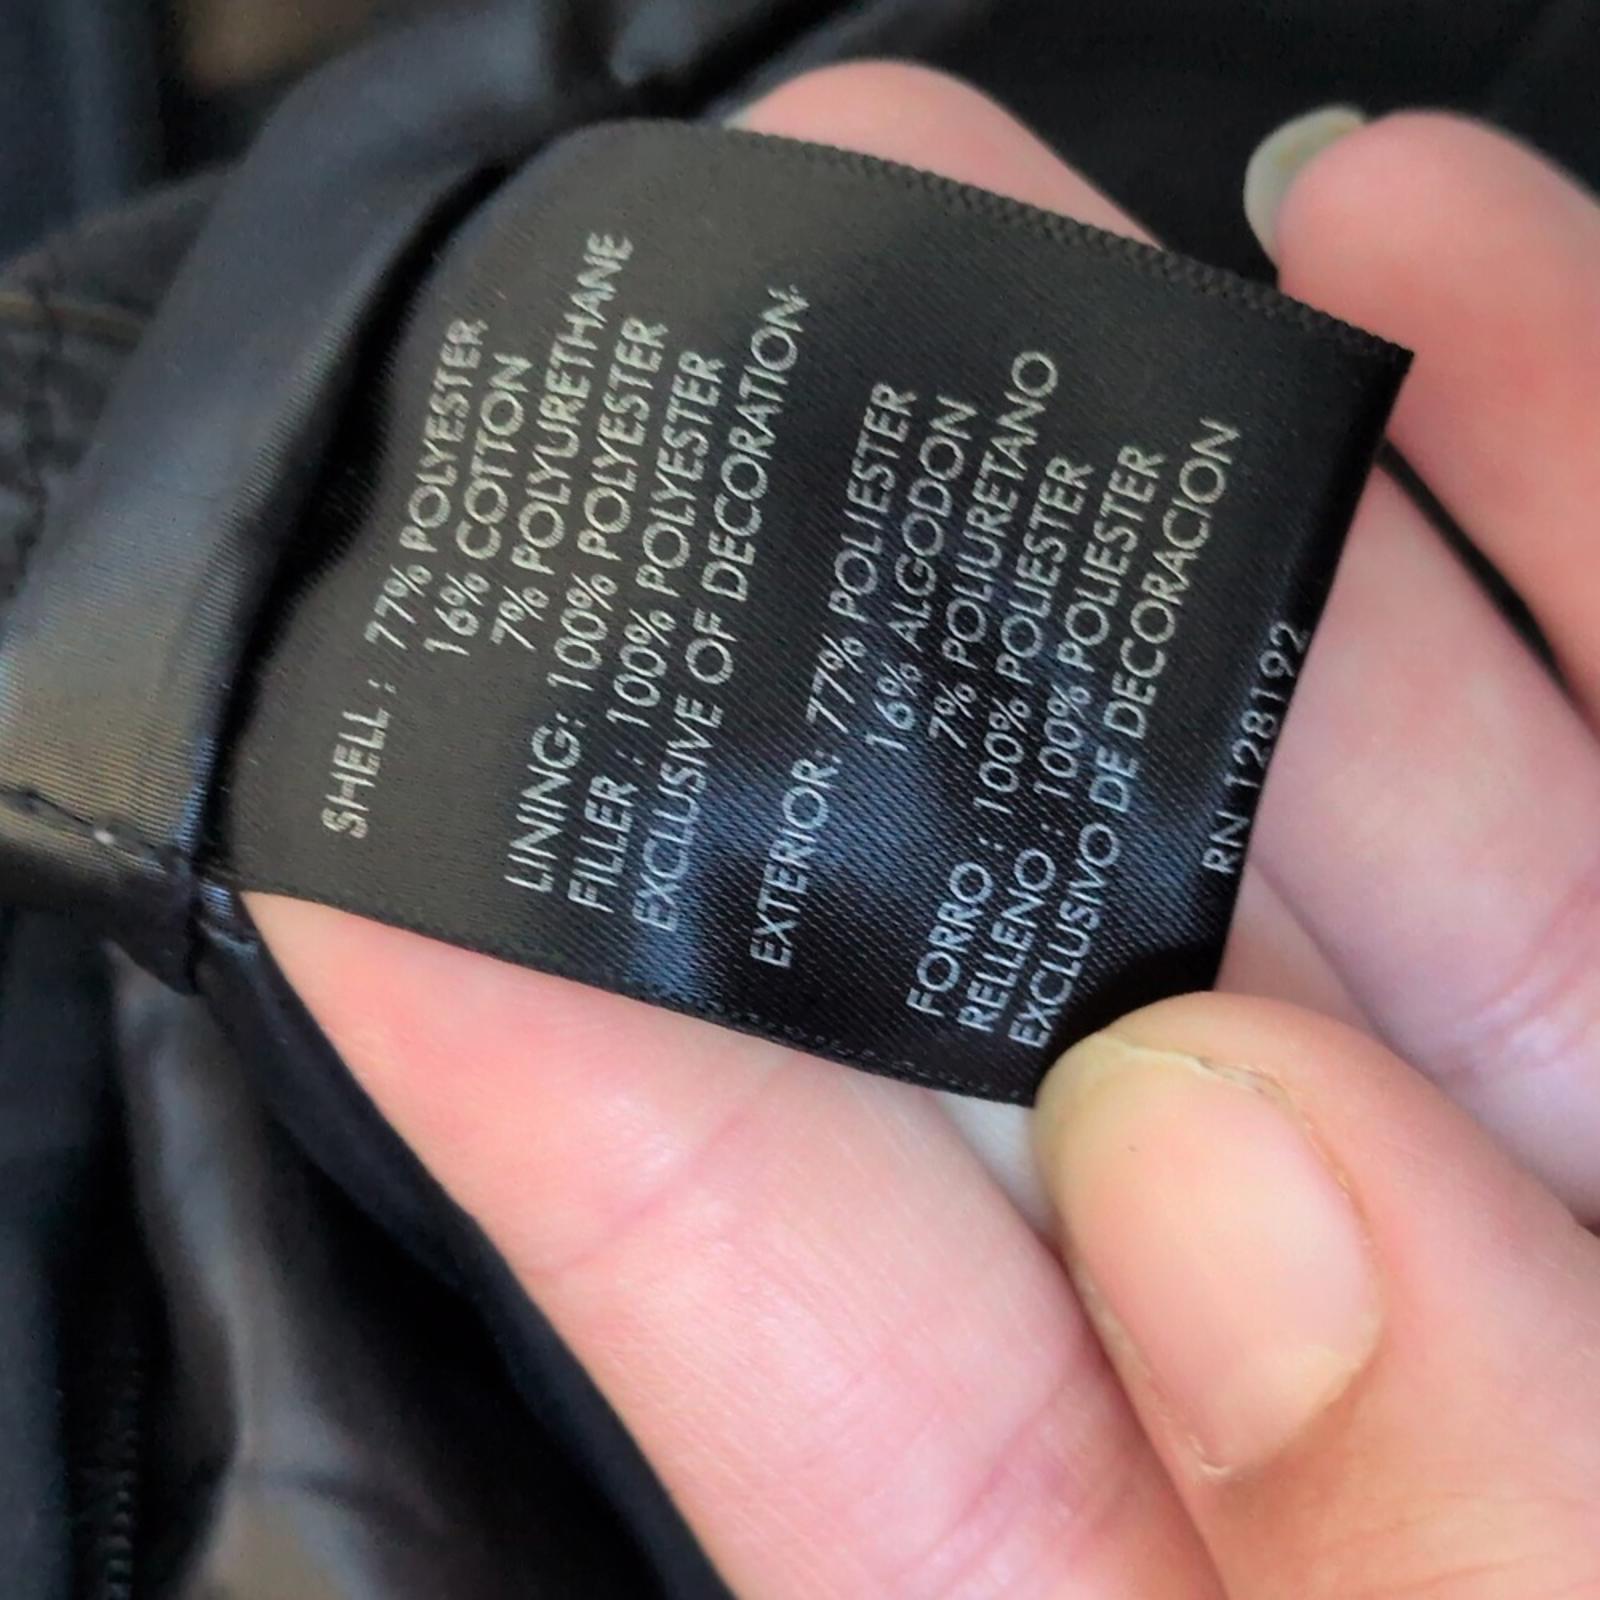 SHELL : 77% POLYESTER
16% COTTON
7% POLYURETHANE
LINING: 100% POLYESTER
FILLER : 100% POLYESTER
EXCLUSIVE OF DECORATION
EXTERIOR: 77% POLIESTER
16% ALGODON
7% POLIURETANO
FORRO : 100% POLIESTER
RELLENO : 100% POLIESTER
EXCLUSIVO DE DECORACION
RN 128192